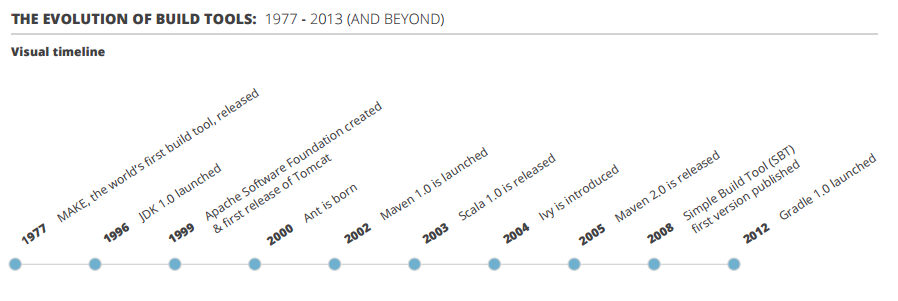 THE EVOLUTION OF BUILD TOOLS: 1977 - 2013 (AND BEYOND)
Visual timeline
1977 MAKE, the world's first build tool, released
1996 JDK 1.0 launched
1999 Apache Software Foundation created
& first release of Tomcat
2000 Ant is born
2002 Maven 1.0 is launched
2003 Scala 1.0 is released
2004 Ivy is introduced
2005 Maven 2.0 is released
2008 Simple Build Tool (SBT)
first version published
2012 Gradle 1.0 launched